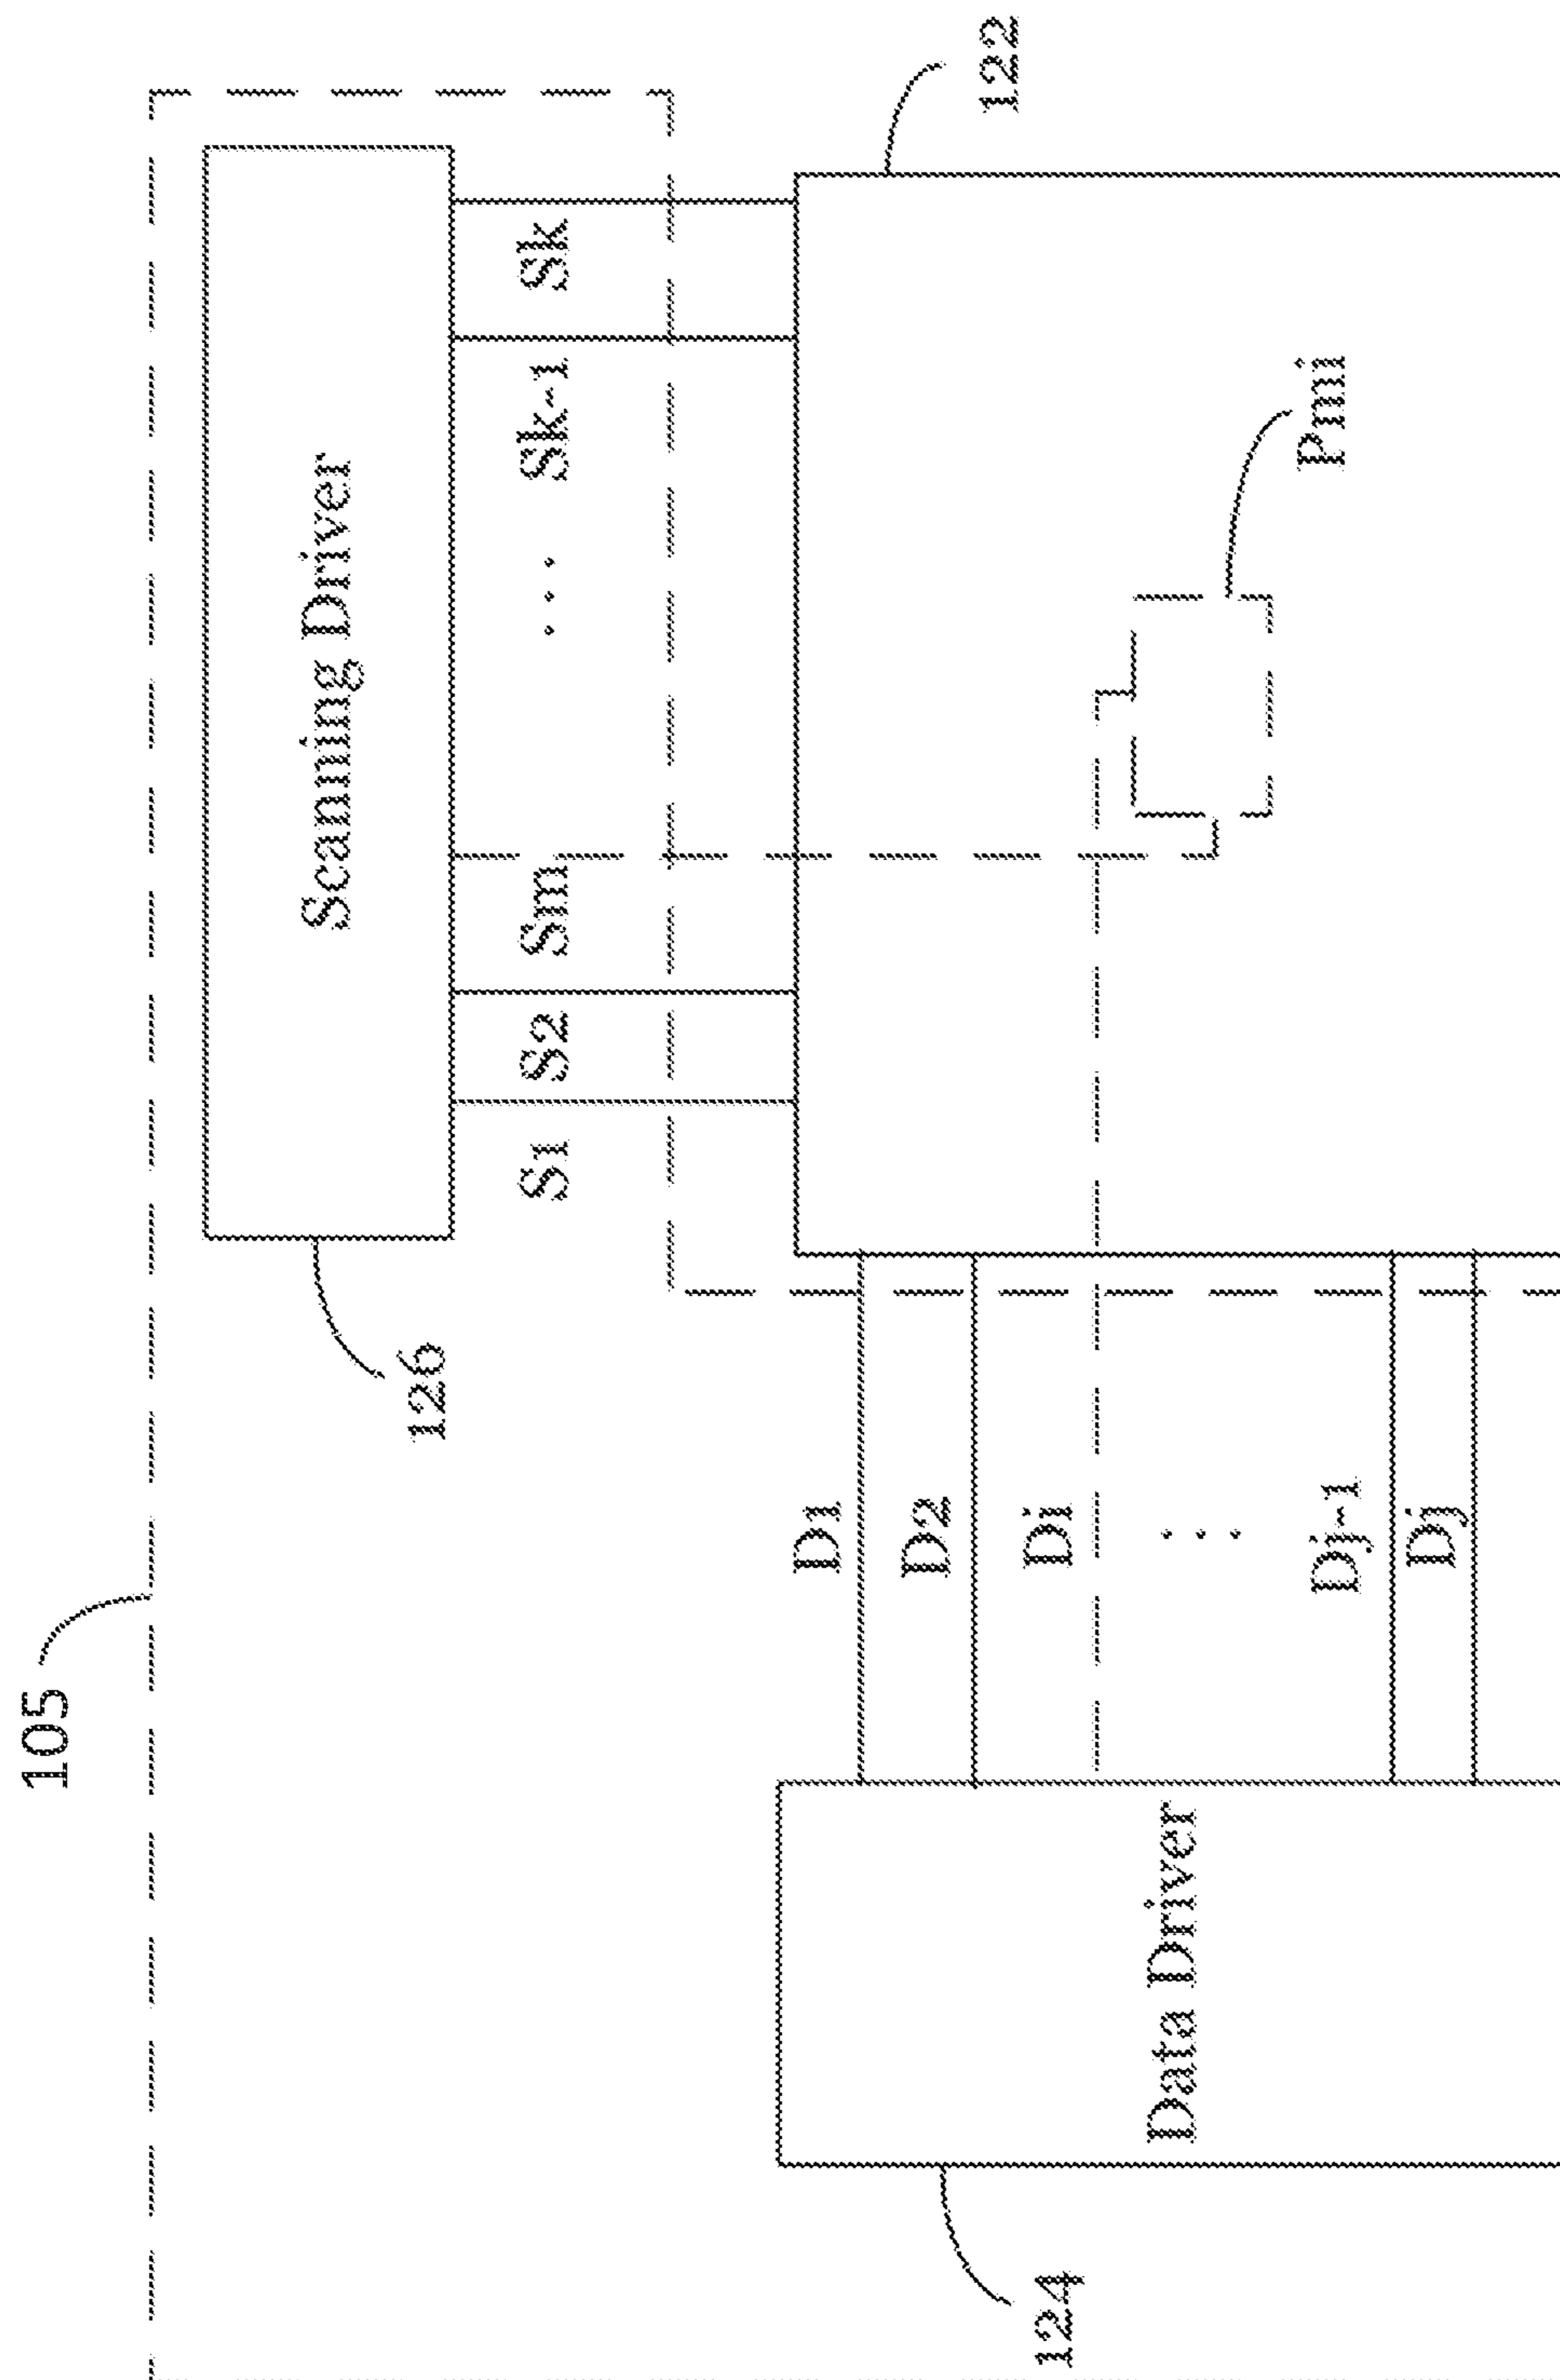 105
126
Scanning Driver
S1
S2
Sm
. . .
Sk-1
Sk
122
124
Data Driver
D1
D2
Di
. . .
Dj-1
Dj
Pmi